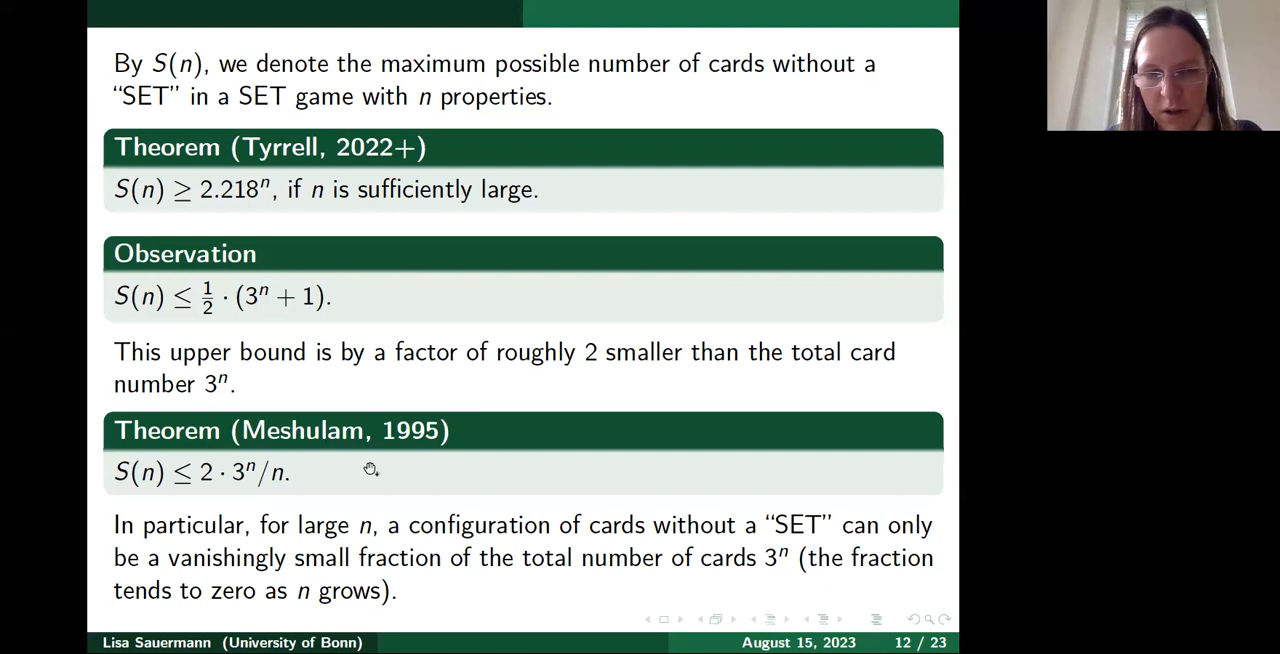 By S(n), we denote the maximum possible number of cards without a
“SET” in a SET game with n properties.
Theorem (Tyrrell, 2022+)
S(n) ≥ 2.218ⁿ, if n is sufficiently large.
Observation
S(n) ≤ ½ · (3ⁿ + 1).
This upper bound is by a factor of roughly 2 smaller than the total card
number 3ⁿ.
Theorem (Meshulam, 1995)
S(n) ≤ 2 · 3ⁿ/n.
In particular, for large n, a configuration of cards without a “SET” can only
be a vanishingly small fraction of the total number of cards 3ⁿ (the fraction
tends to zero as n grows).
Lisa Sauermann (University of Bonn) August 15, 2023 12 / 23